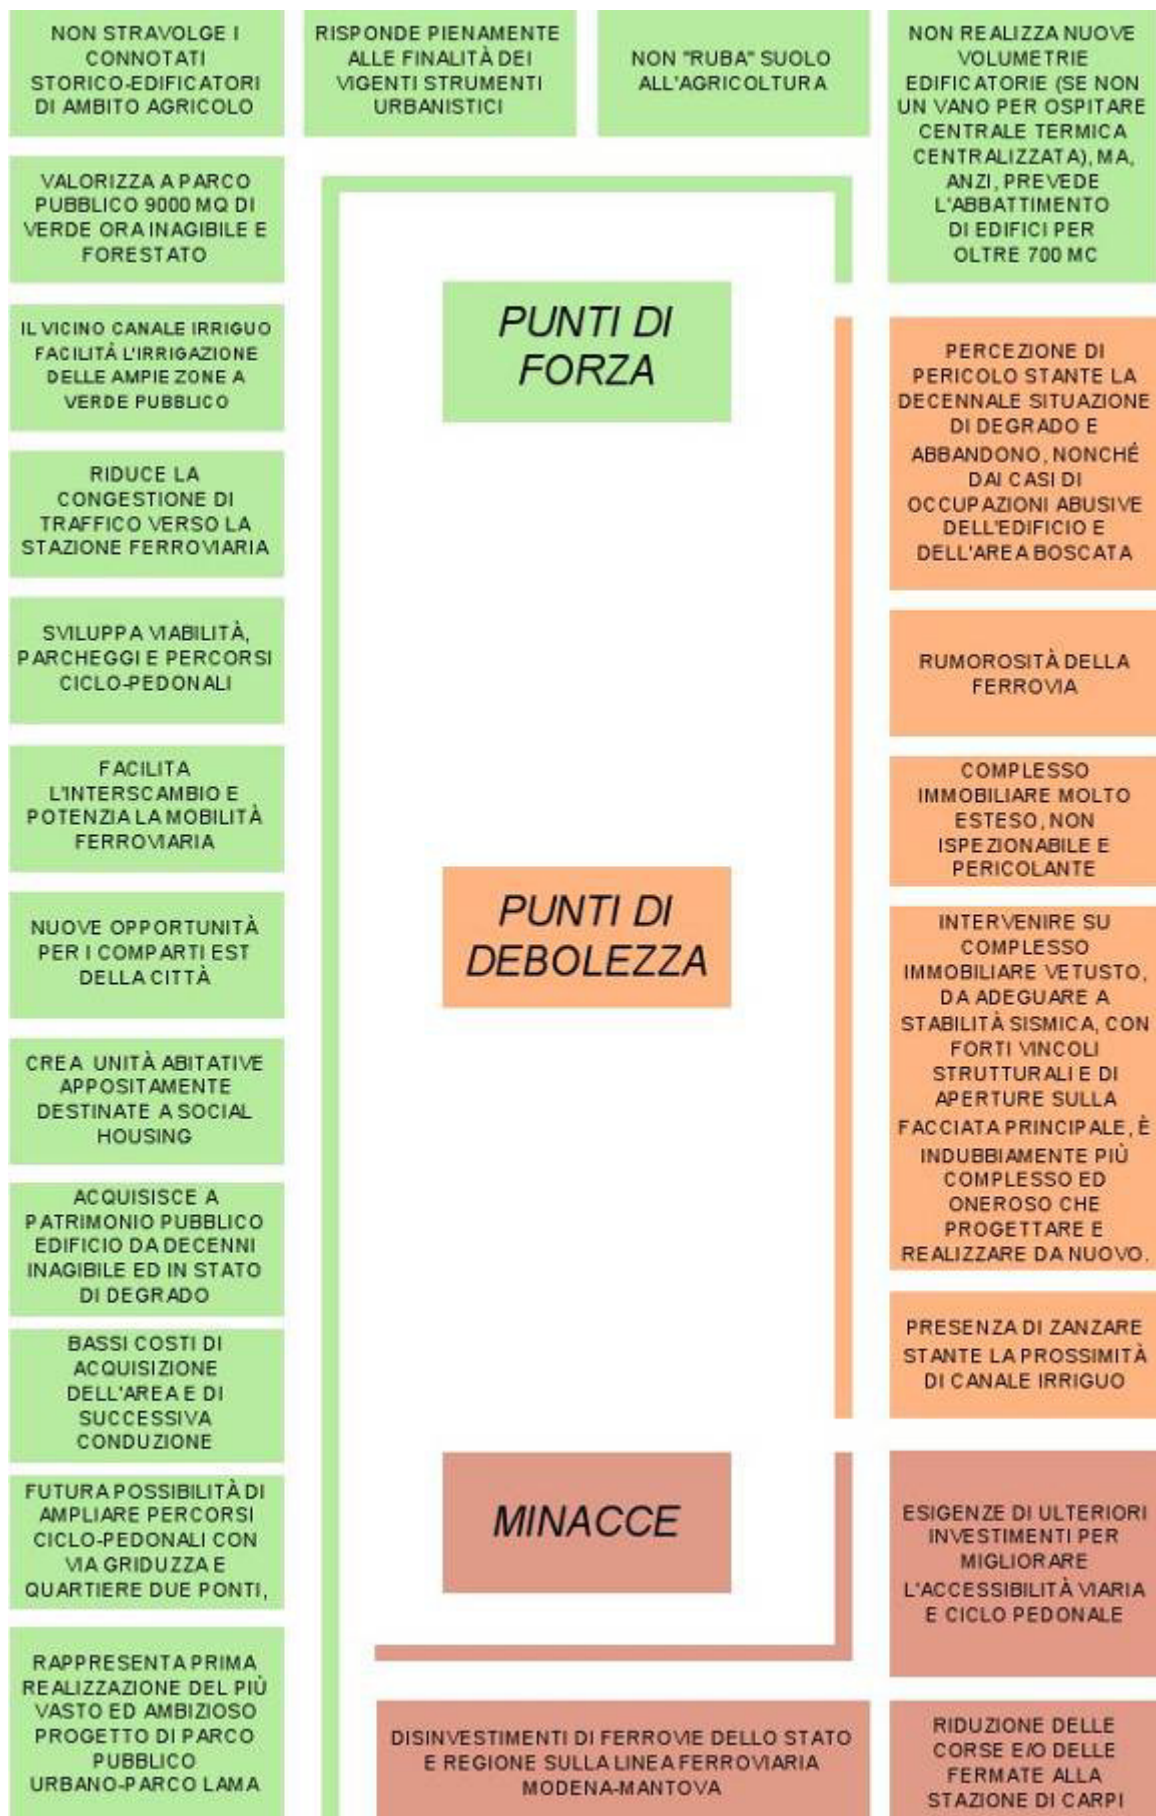 NON STRAVOLGE I
CONNOTATI
STORICO-EDIFICATORI
DI AMBITO AGRICOLO
RISPONDE PIENAMENTE
ALLE FINALITÀ DEI
VIGENTI STRUMENTI
URBANISTICI
NON "RUBA" SUOLO
ALL'AGRICOLTURA
NON REALIZZA NUOVE
VOLUMETRIE
EDIFICATORIE (SE NON
UN VANO PER OSPITARE
CENTRALE TERMICA
CENTRALIZZATA), MA,
ANZI, PREVEDE
L'ABBATTIMENTO
DI EDIFICI PER
OLTRE 700 MC
VALORIZZA A PARCO
PUBBLICO 9000 MQ DI
VERDE ORA INAGIBILE E
FORESTATO
IL VICINO CANALE IRRIGUO
FACILITÀ L'IRRIGAZIONE
DELLE AMPIE ZONE A
VERDE PUBBLICO
RIDUCE LA
CONGESTIONE DI
TRAFFICO VERSO LA
STAZIONE FERROVIARIA
SVILUPPA VIABILITÀ,
PARCHEGGI E PERCORSI
CICLO-PEDONALI
FACILITA
L'INTERSCAMBIO E
POTENZIA LA MOBILITÀ
FERROVIARIA
NUOVE OPPORTUNITÀ
PER I COMPARTI EST
DELLA CITTÀ
CREA UNITÀ ABITATIVE
APPOSITAMENTE
DESTINATE A SOCIAL
HOUSING
ACQUISISCE A
PATRIMONIO PUBBLICO
EDIFICIO DA DECENNI
INAGIBILE ED IN STATO
DI DEGRADO
BASSI COSTI DI
ACQUISIZIONE
DELL'AREA E DI
SUCCESSIVA
CONDUZIONE
FUTURA POSSIBILITÀ DI
AMPLIARE PERCORSI
CICLO-PEDONALI CON
VIA GRIDUZZA E
QUARTIERE DUE PONTI,
RAPPRESENTA PRIMA
REALIZZAZIONE DEL PIÙ
VASTO ED AMBIZIOSO
PROGETTO DI PARCO
PUBBLICO
URBANO-PARCO LAMA
PUNTI DI
FORZA
PUNTI DI
DEBOLEZZA
PERCEZIONE DI
PERICOLO STANTE LA
DECENNALE SITUAZIONE
DI DEGRADO E
ABBANDONO, NONCHÉ
DAI CASI DI
OCCUPAZIONI ABUSIVE
DELL'EDIFICIO E
DELL'AREA BOSCATA
RUMOROSITÀ DELLA
FERROVIA
COMPLESSO
IMMOBILIARE MOLTO
ESTESO, NON
ISPEZIONABILE E
PERICOLANTE
INTERVENIRE SU
COMPLESSO
IMMOBILIARE VETUSTO,
DA ADEGUARE A
STABILITÀ SISMICA, CON
FORTI VINCOLI
STRUTTURALI E DI
APERTURE SULLA
FACCIATA PRINCIPALE, È
INDUBBIAMENTE PIÙ
COMPLESSO ED
ONEROSO CHE
PROGETTARE E
REALIZZARE DA NUOVO.
PRESENZA DI ZANZARE
STANTE LA PROSSIMITÀ
DI CANALE IRRIGUO
MINACCE
ESIGENZE DI ULTERIORI
INVESTIMENTI PER
MIGLIORARE
L'ACCESSIBILITÀ VIARIA
E CICLO PEDONALE
DISINVESTIMENTI DI FERROVIE DELLO STATO
E REGIONE SULLA LINEA FERROVIARIA
MODENA-MANTOVA
RIDUZIONE DELLE
CORSE E/O DELLE
FERMATE ALLA
STAZIONE DI CARPI